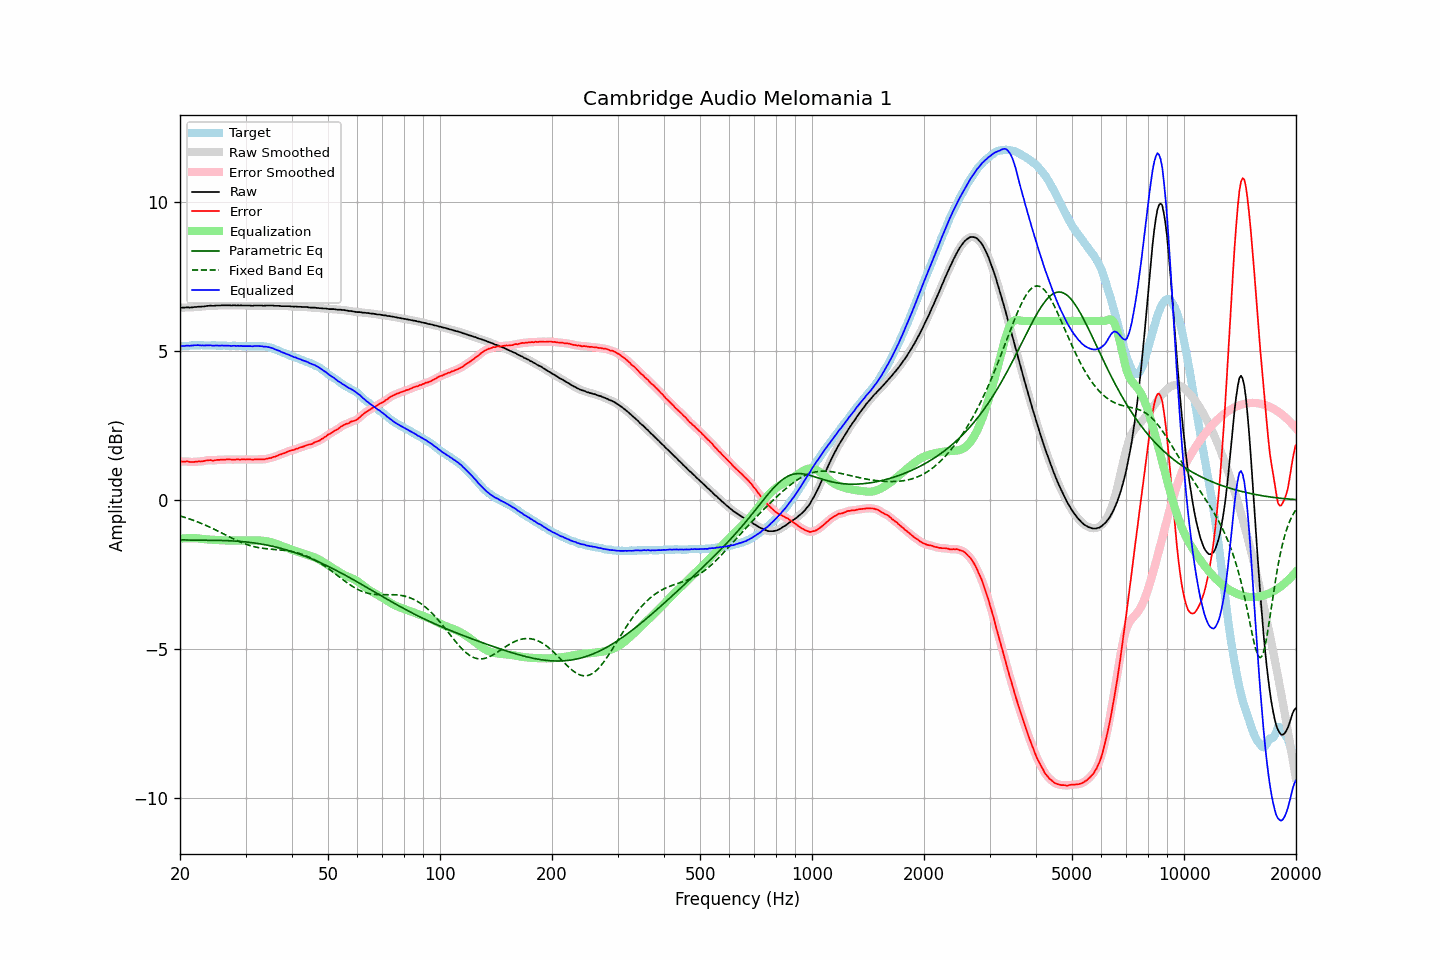 Cambridge Audio Melomania 1
Target
Raw Smoothed
Error Smoothed
Raw
Error
Equalization
Parametric Eq
Fixed Band Eq
Equalized
Amplitude (dBr)
10
5
0
−5
−10
20 50 100 200 500 1000 2000 5000 10000 20000
Frequency (Hz)